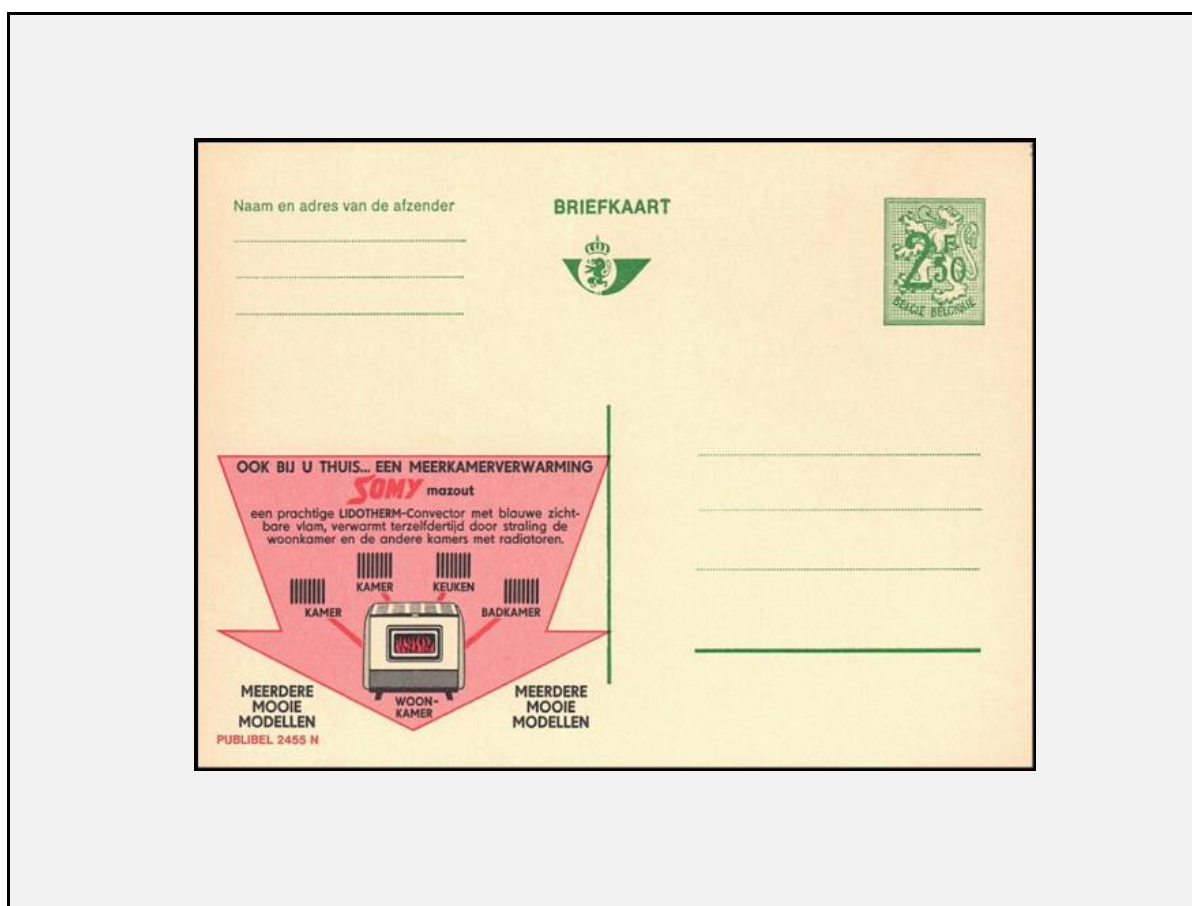 Naam en adres van de afzender
BRIEFKAART
2 F 50
BELGIE BELGIQUE
OOK BIJ U THUIS... EEN MEERKAMERVERWARMING
SOMY mazout
een prachtige LIDOTHERM-Convector met blauwe zicht-
bare vlam, verwarmt terzelfdertijd door straling de
woonkamer en de andere kamers met radiatoren.
KAMER
KEUKEN
KAMER
BADKAMER
WOON-
KAMER
MEERDERE
MOOIE
MODELLEN
MEERDERE
MOOIE
MODELLEN
PUBLIBEL 2455 N